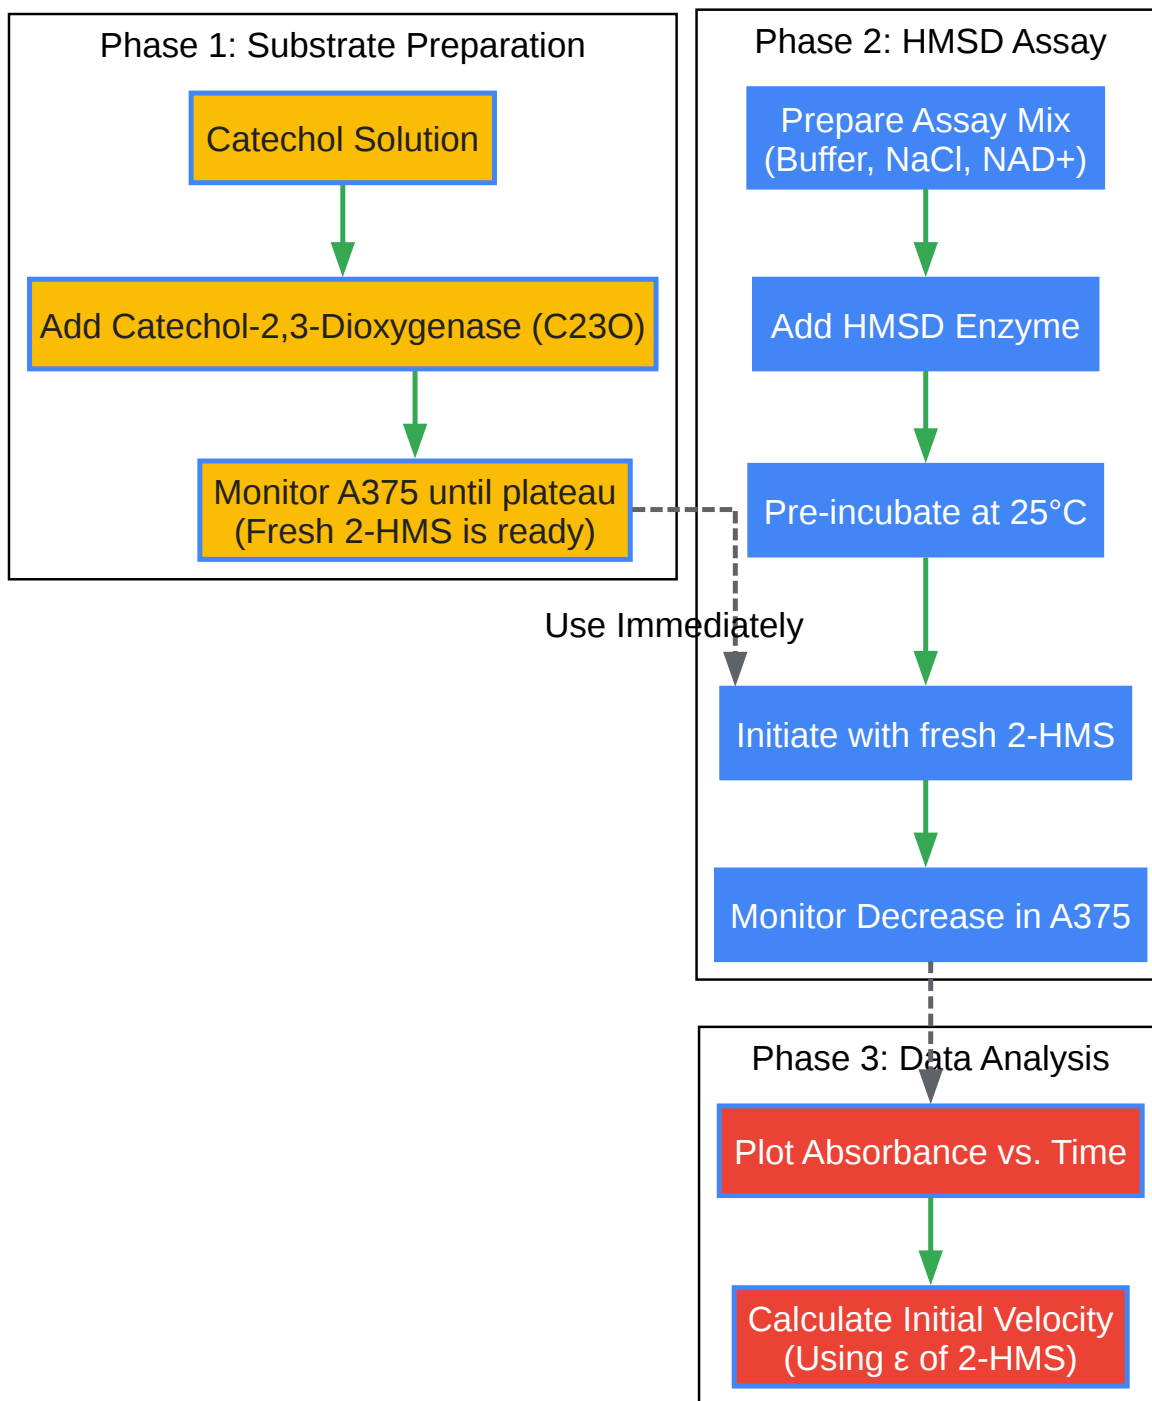 Phase 1: Substrate Preparation
Catechol Solution
Add Catechol-2,3-Dioxygenase (C23O)
Monitor A375 until plateau
(Fresh 2-HMS is ready)
Use Immediately
Phase 2: HMSD Assay
Prepare Assay Mix
(Buffer, NaCl, NAD+)
Add HMSD Enzyme
Pre-incubate at 25°C
Initiate with fresh 2-HMS
Monitor Decrease in A375
Phase 3: Data Analysis
Plot Absorbance vs. Time
Calculate Initial Velocity
(Using ε of 2-HMS)